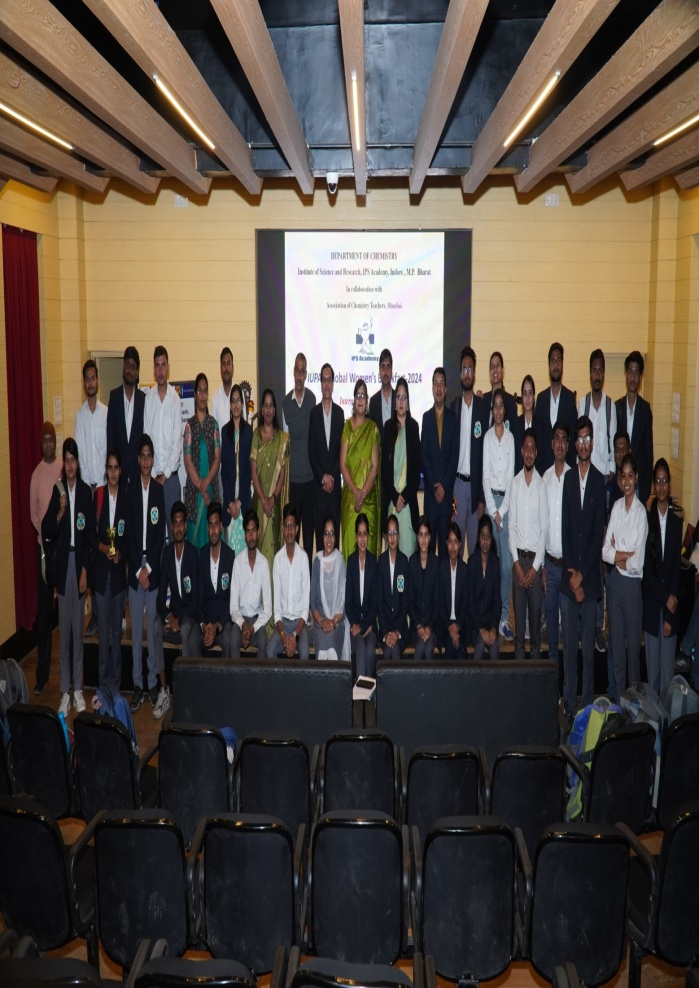 DEPARTMENT OF CHEMISTRY
Institute of Science and Research, IPS Academy, Indore , M.P. Bharat
In collaboration with
Association of Chemistry Teachers, Mumbai
IPS Academy
Women's
2024